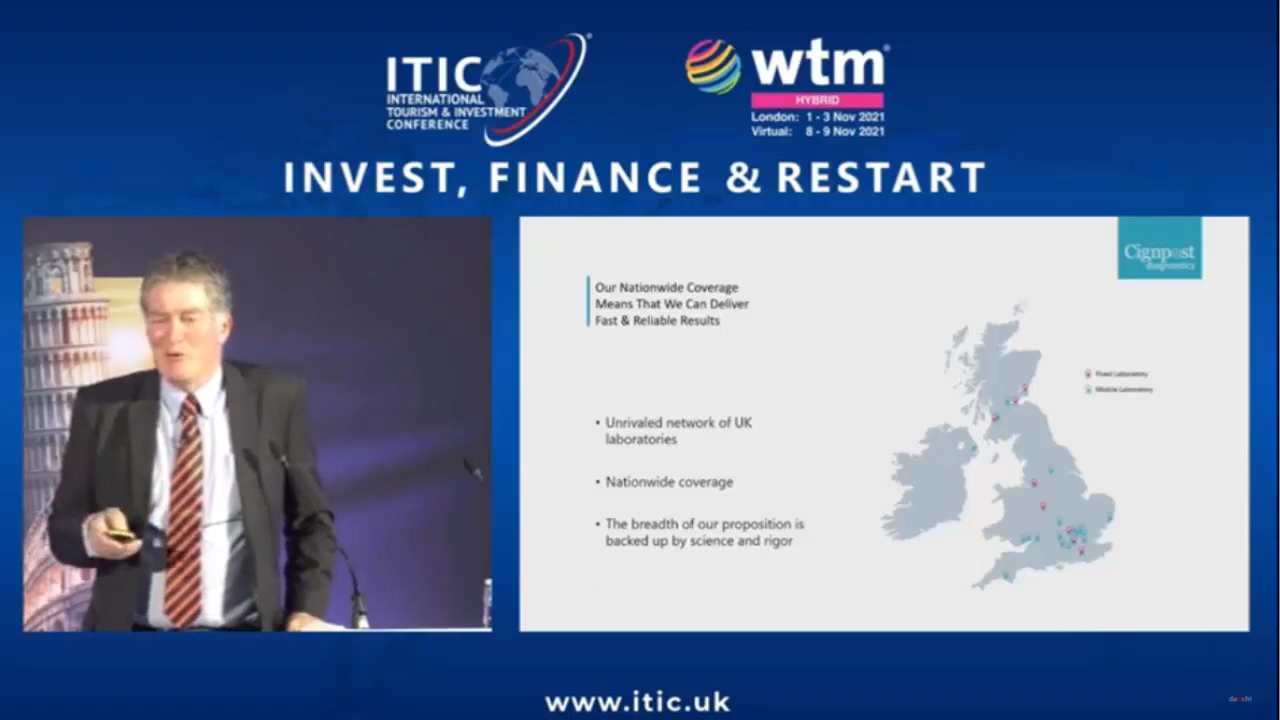 ITIC
INTERNATIONAL
TOURISM & INVESTMENT
CONFERENCE
wtm
HYBRID
London: 1 - 3 Nov 2021
Virtual: 8 - 9 Nov 2021
INVEST, FINANCE & RESTART
Cignpost
diagnostics
Our Nationwide Coverage
Means That We Can Deliver
Fast & Reliable Results
Fixed Laboratory
Mobile Laboratory
• Unrivaled network of UK
laboratories
• Nationwide coverage
• The breadth of our proposition is
backed up by science and rigor
www.itic.uk